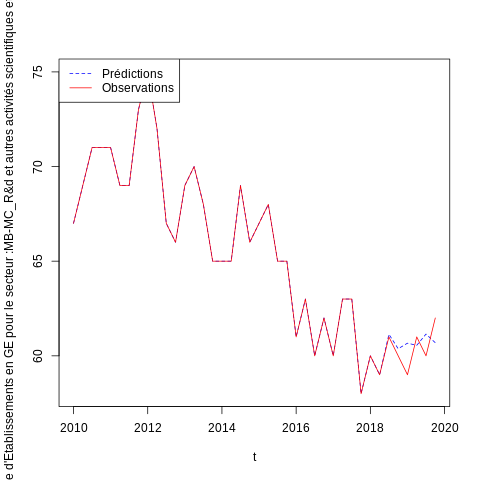 e d'Etablissements en GE pour le secteur :MB-MC_R&d et autres activités scientifiques e
Prédictions
Observations
75
70
65
60
2010
2012
2014
2016
2018
2020
t